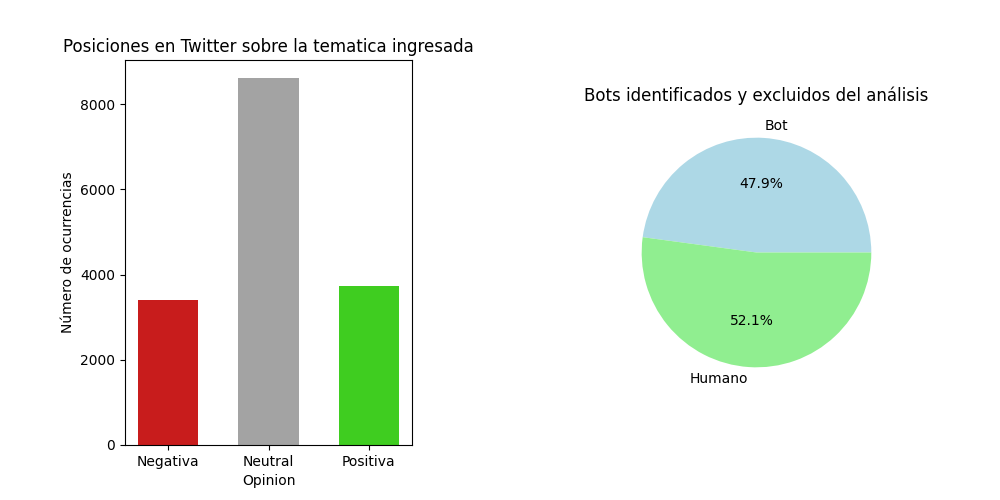 Posiciones en Twitter sobre la tematica ingresada
Número de ocurrencias
8000
6000
4000
2000
0
Negativa
Neutral
Positiva
Opinion
Bots identificados y excluidos del análisis
Bot
47.9%
52.1%
Humano